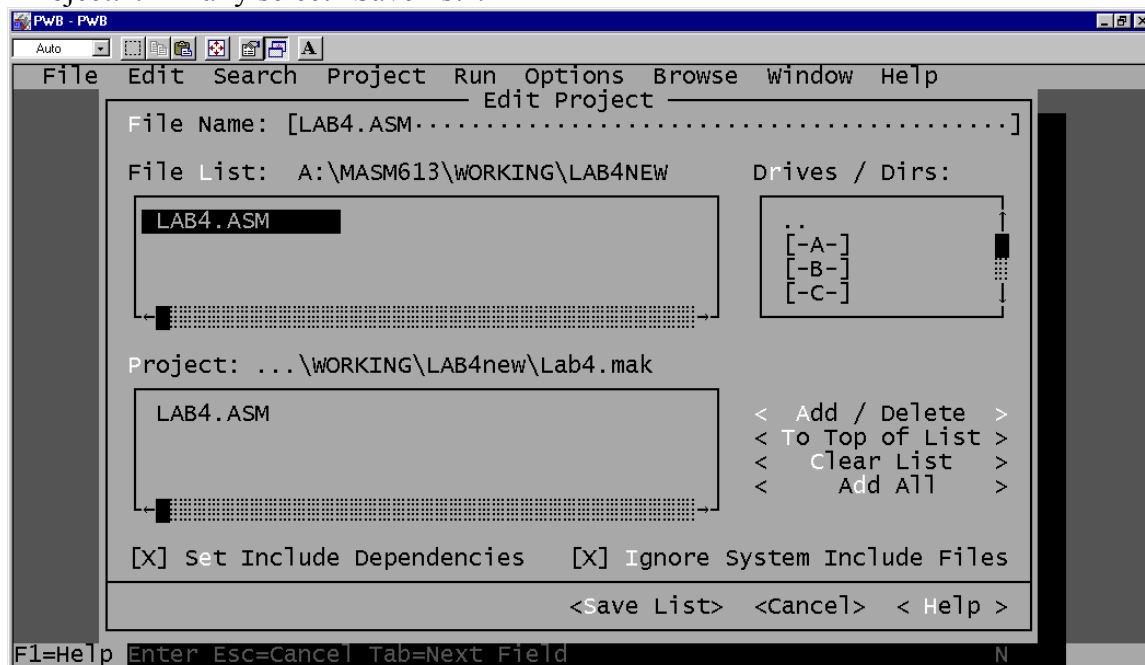 PWB - PWB
Auto
A
File Edit Search Project Run Options Browse Window Help
Edit Project
File Name: [LAB4.ASM·········································]
File List: A:\MASM613\WORKING\LAB4NEW Drives / Dirs:
LAB4.ASM
..
[-A-]
[-B-]
[-C-]
Project: ...\WORKING\LAB4new\Lab4.mak
LAB4.ASM
< Add / Delete >
< To Top of List >
< Clear List >
< Add All >
[X] Set Include Dependencies [X] Ignore System Include Files
<Save List> <Cancel> < Help >
F1=Help Enter Esc=Cancel Tab=Next Field N